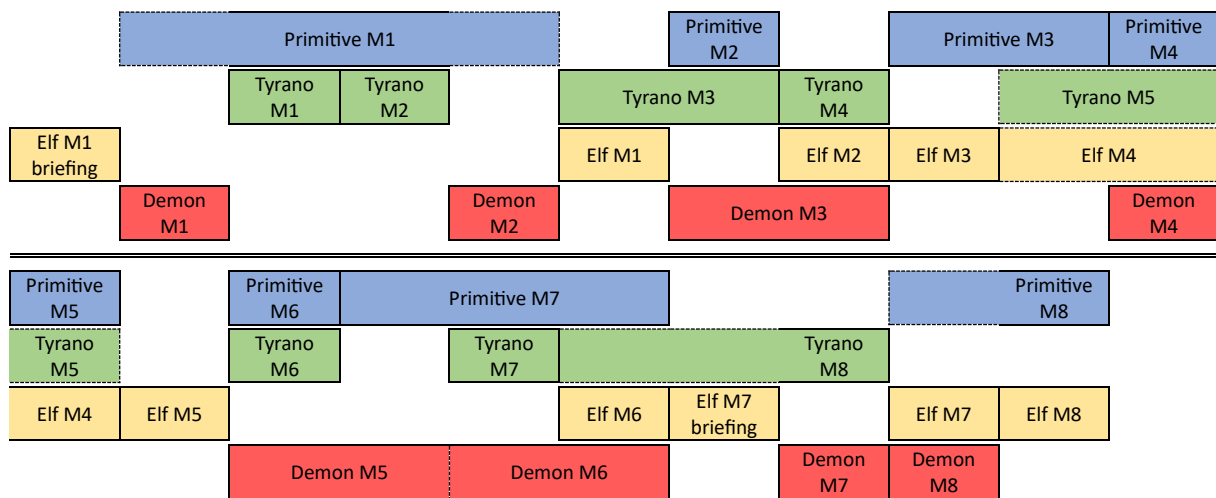 Primitive M1
Primitive
M2
Primitive M3
Primitive
M4
Tyrano
M1
Tyrano
M2
Tyrano M3
Tyrano
M4
Tyrano M5
Elf M1
briefing
Elf M1
Elf M2
Elf M3
Elf M4
Demon
M1
Demon
M2
Demon M3
Demon
M4
Primitive
M5
Primitive
M6
Primitive M7
Primitive
M8
Tyrano
M5
Tyrano
M6
Tyrano
M7
Tyrano
M8
Elf M4
Elf M5
Elf M6
Elf M7
briefing
Elf M7
Elf M8
Demon M5
Demon M6
Demon
M7
Demon
M8